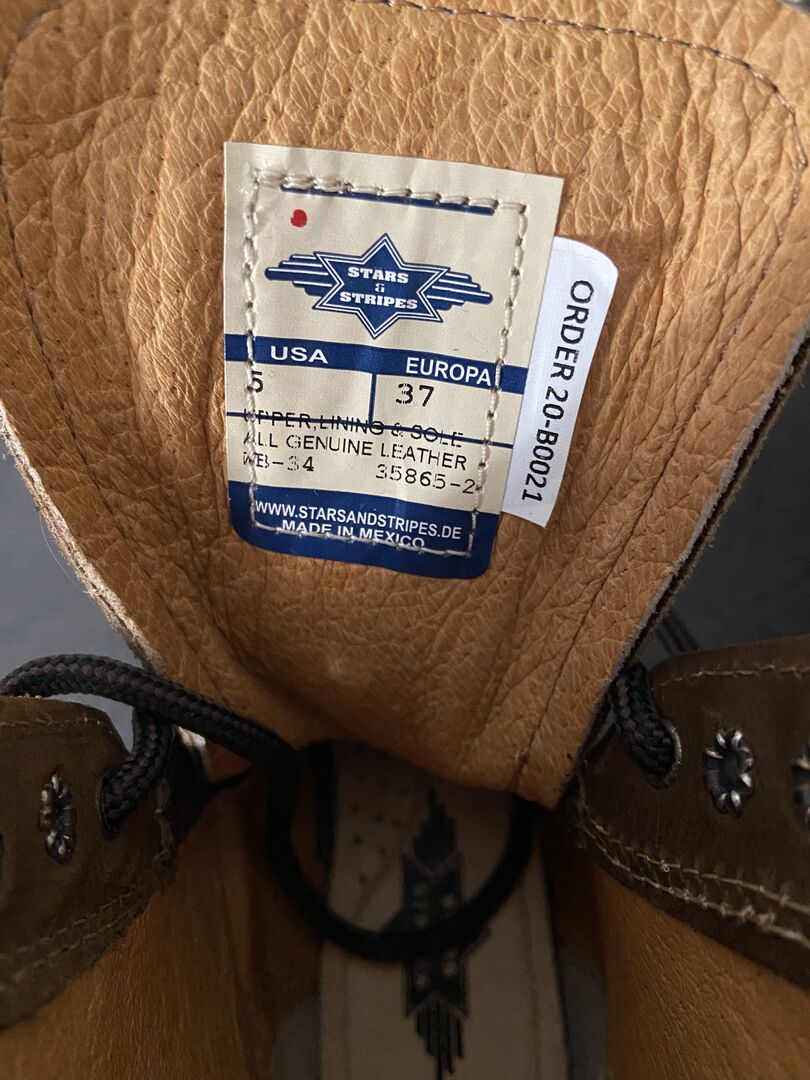 STARS
&
STRIPES
USA
EUROPA
5
37
UPPER, LINING & SOLE
ALL GENUINE LEATHER
WB-34 35865-2
WWW.STARSANDSTRIPES.DE
MADE IN MEXICO
ORDER 20-B0021